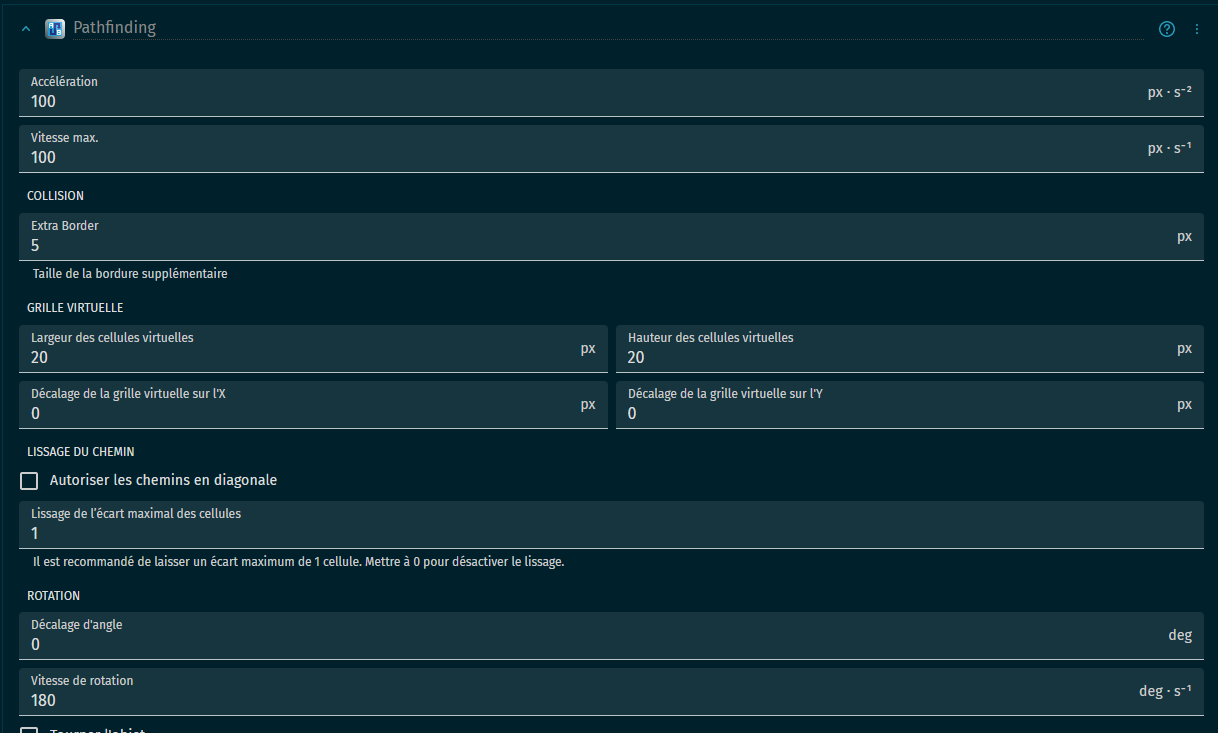 Pathfinding
Accélération
100
px · s⁻²
Vitesse max.
100
px · s⁻¹
COLLISION
Extra Border
5
px
Taille de la bordure supplémentaire
GRILLE VIRTUELLE
Largeur des cellules virtuelles
20
px
Hauteur des cellules virtuelles
20
px
Décalage de la grille virtuelle sur l'X
0
px
Décalage de la grille virtuelle sur l'Y
0
px
LISSAGE DU CHEMIN
Autoriser les chemins en diagonale
Lissage de l'écart maximal des cellules
1
Il est recommandé de laisser un écart maximum de 1 cellule. Mettre à 0 pour désactiver le lissage.
ROTATION
Décalage d'angle
0
deg
Vitesse de rotation
180
deg · s⁻¹
Tourner l'objet